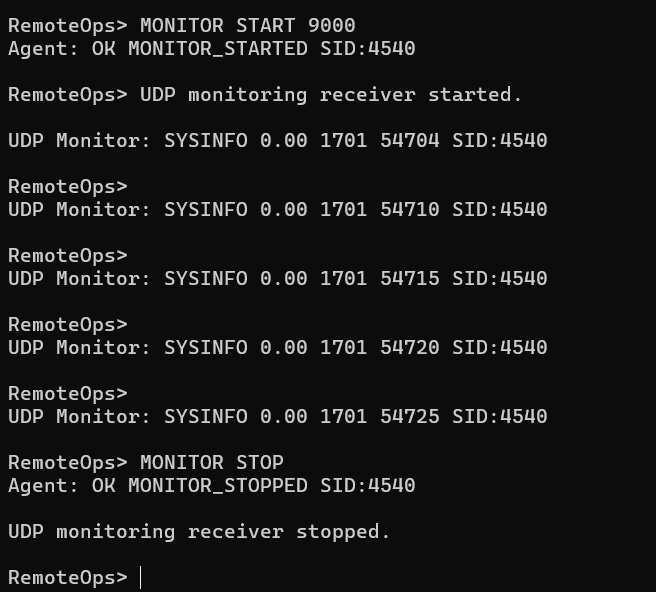 RemoteOps> MONITOR START 9000
Agent: OK MONITOR_STARTED SID:4540
RemoteOps> UDP monitoring receiver started.
UDP Monitor: SYSINFO 0.00 1701 54704 SID:4540
RemoteOps>
UDP Monitor: SYSINFO 0.00 1701 54710 SID:4540
RemoteOps>
UDP Monitor: SYSINFO 0.00 1701 54715 SID:4540
RemoteOps>
UDP Monitor: SYSINFO 0.00 1701 54720 SID:4540
RemoteOps>
UDP Monitor: SYSINFO 0.00 1701 54725 SID:4540
RemoteOps> MONITOR STOP
Agent: OK MONITOR_STOPPED SID:4540
UDP monitoring receiver stopped.
RemoteOps>